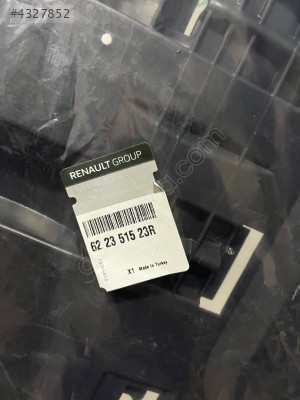 #4327852
RENAULT GROUP
62 23 515 23R
X1 Made in Turkey